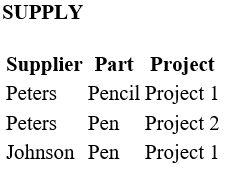 SUPPLY
Supplier Part Project
Peters Pencil Project 1
Peters Pen Project 2
Johnson Pen Project 1